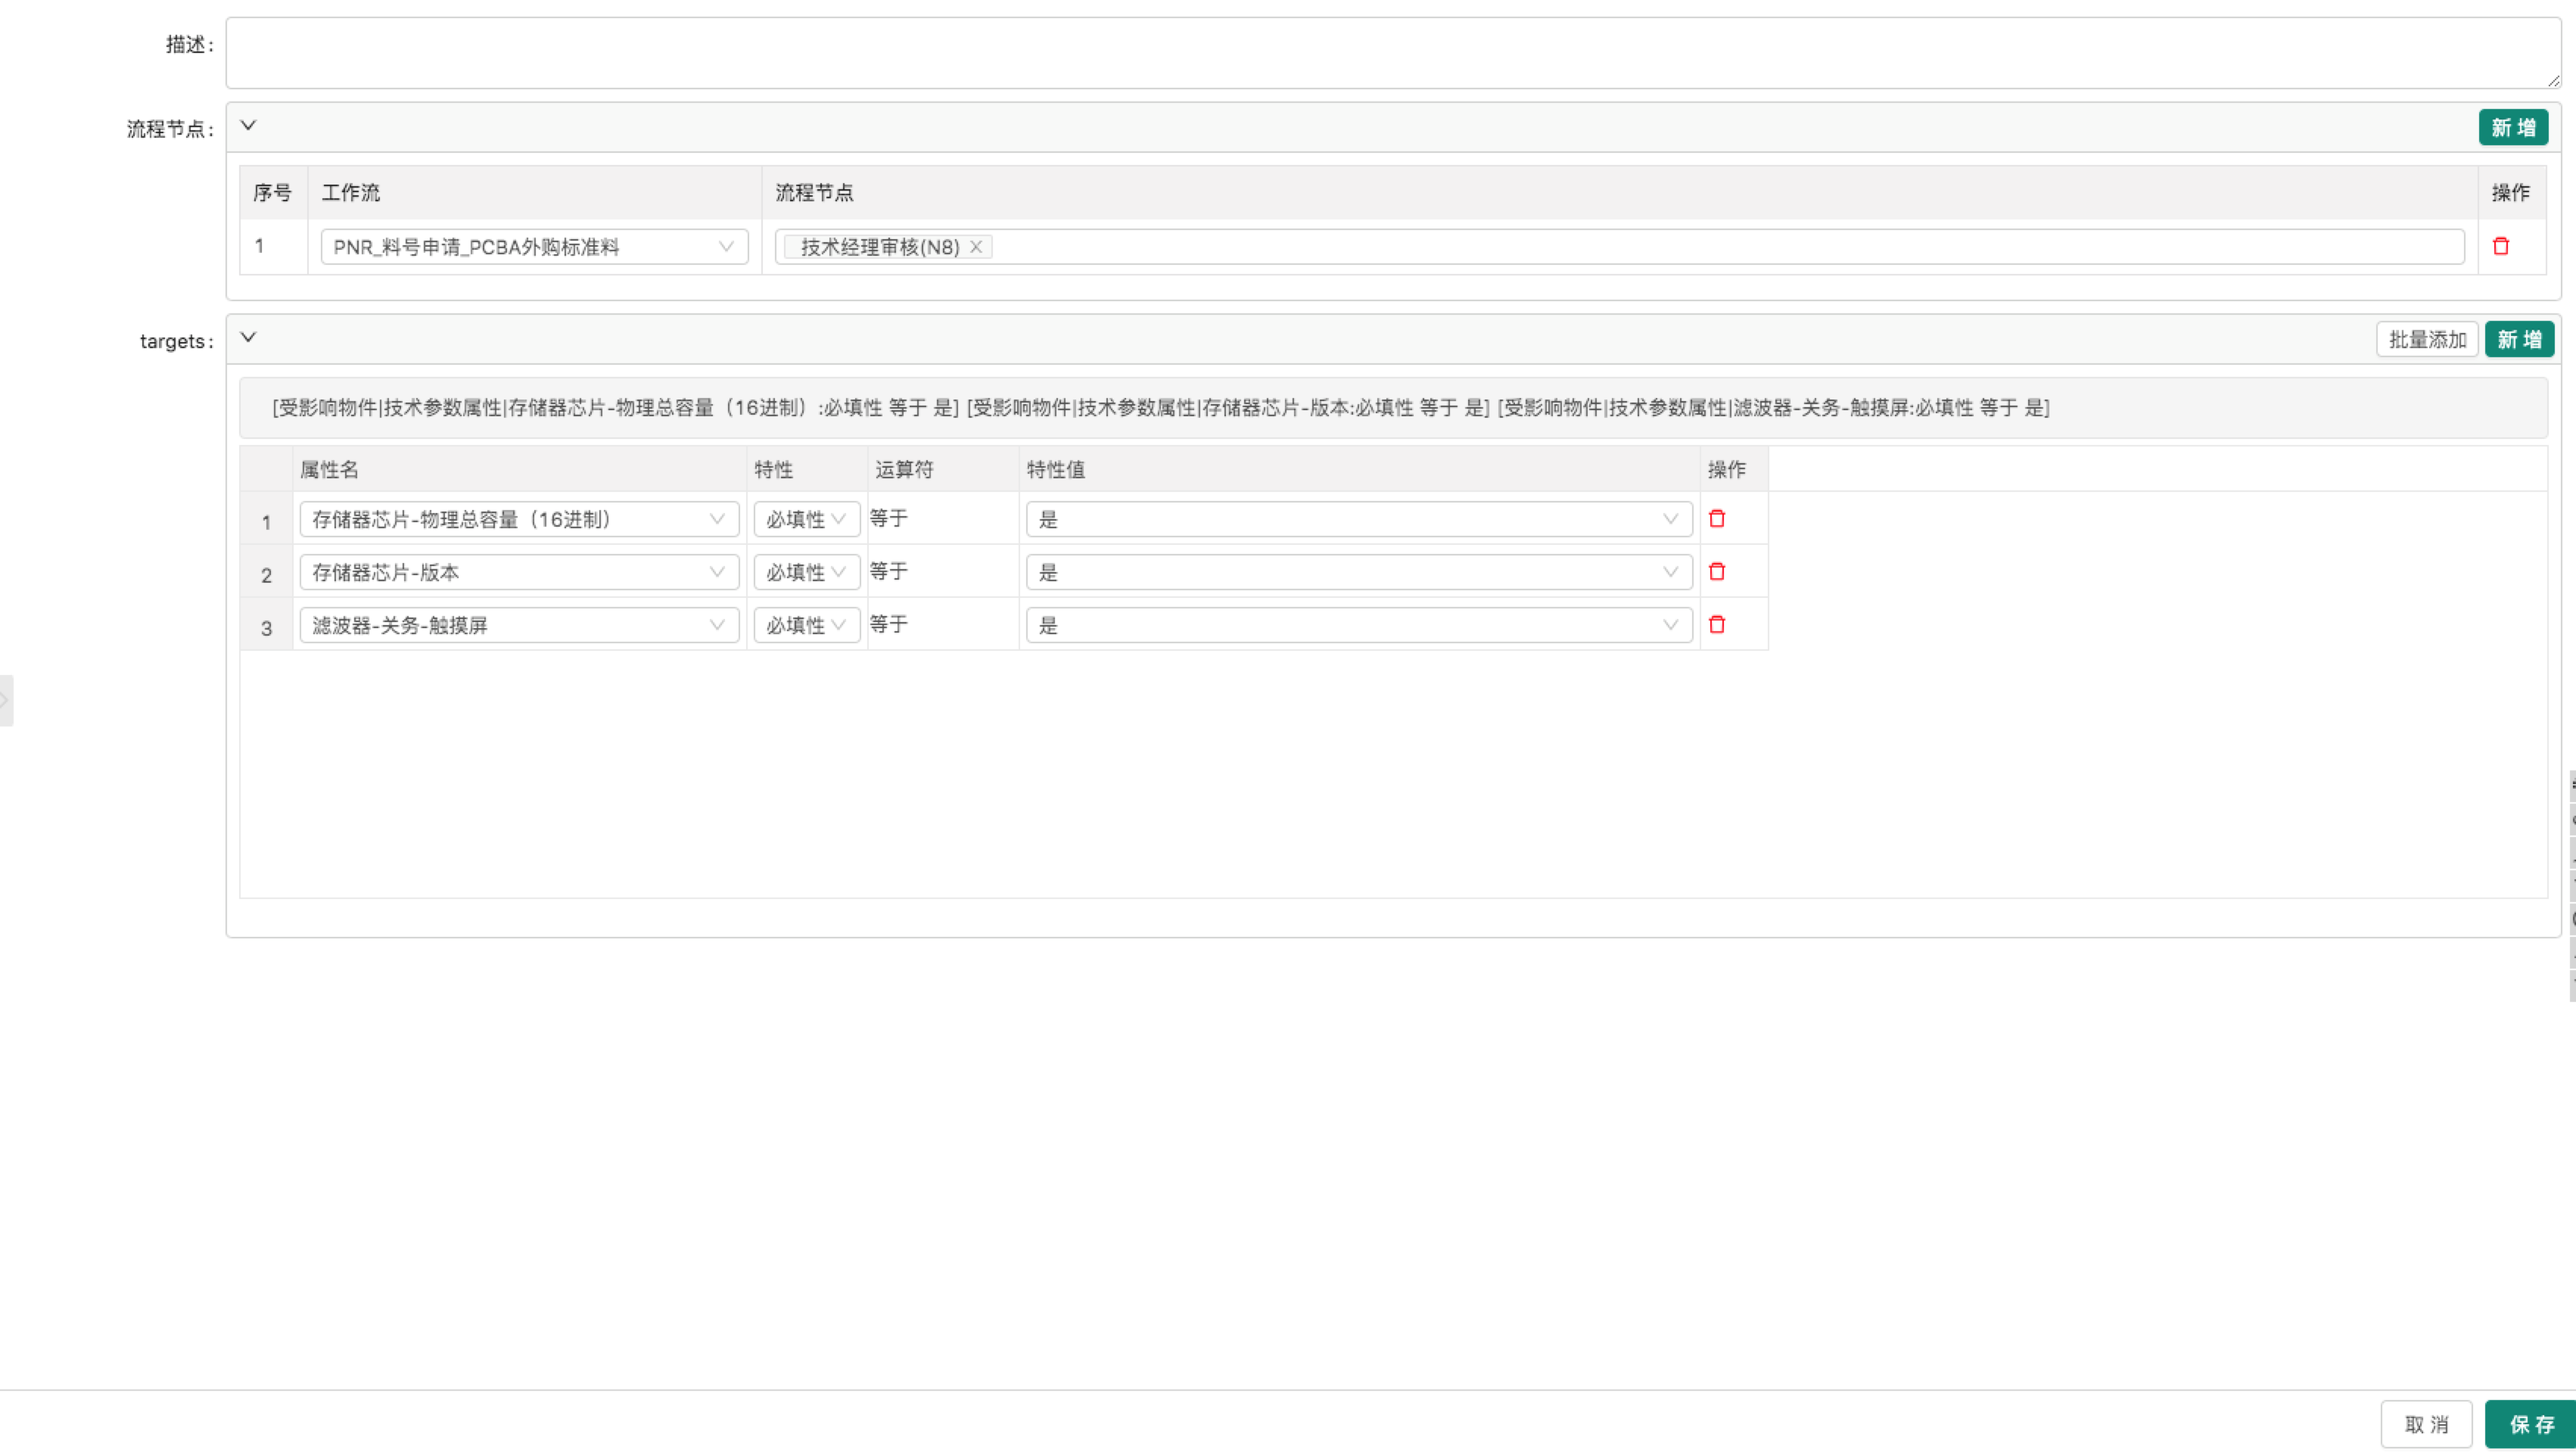 描述:
流程节点:
新 增
序号 工作流 流程节点 操作
1 PNR_料号申请_PCBA外购标准料 技术经理审核(N8)
targets:
批量添加 新 增
[受影响物件|技术参数属性|存储器芯片-物理总容量（16进制）:必填性 等于 是] [受影响物件|技术参数属性|存储器芯片-版本:必填性 等于 是] [受影响物件|技术参数属性|滤波器-关务-触摸屏:必填性 等于 是]
属性名 特性 运算符 特性值 操作
1 存储器芯片-物理总容量（16进制） 必填性 等于 是
2 存储器芯片-版本 必填性 等于 是
3 滤波器-关务-触摸屏 必填性 等于 是
取 消 保 存